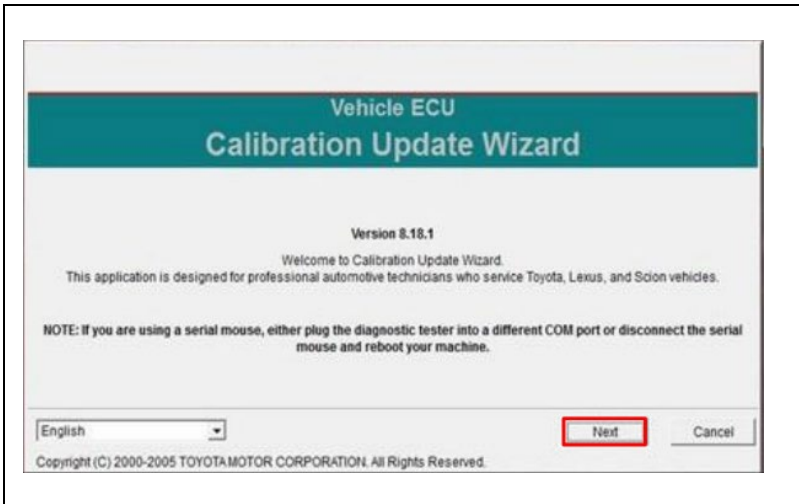 Vehicle ECU
Calibration Update Wizard
Version 8.18.1
Welcome to Calibration Update Wizard.
This application is designed for professional automotive technicians who service Toyota, Lexus, and Scion vehicles.
NOTE: If you are using a serial mouse, either plug the diagnostic tester into a different COM port or disconnect the serial
mouse and reboot your machine.
English
Next
Cancel
Copyright (C) 2000-2005 TOYOTA MOTOR CORPORATION. All Rights Reserved.